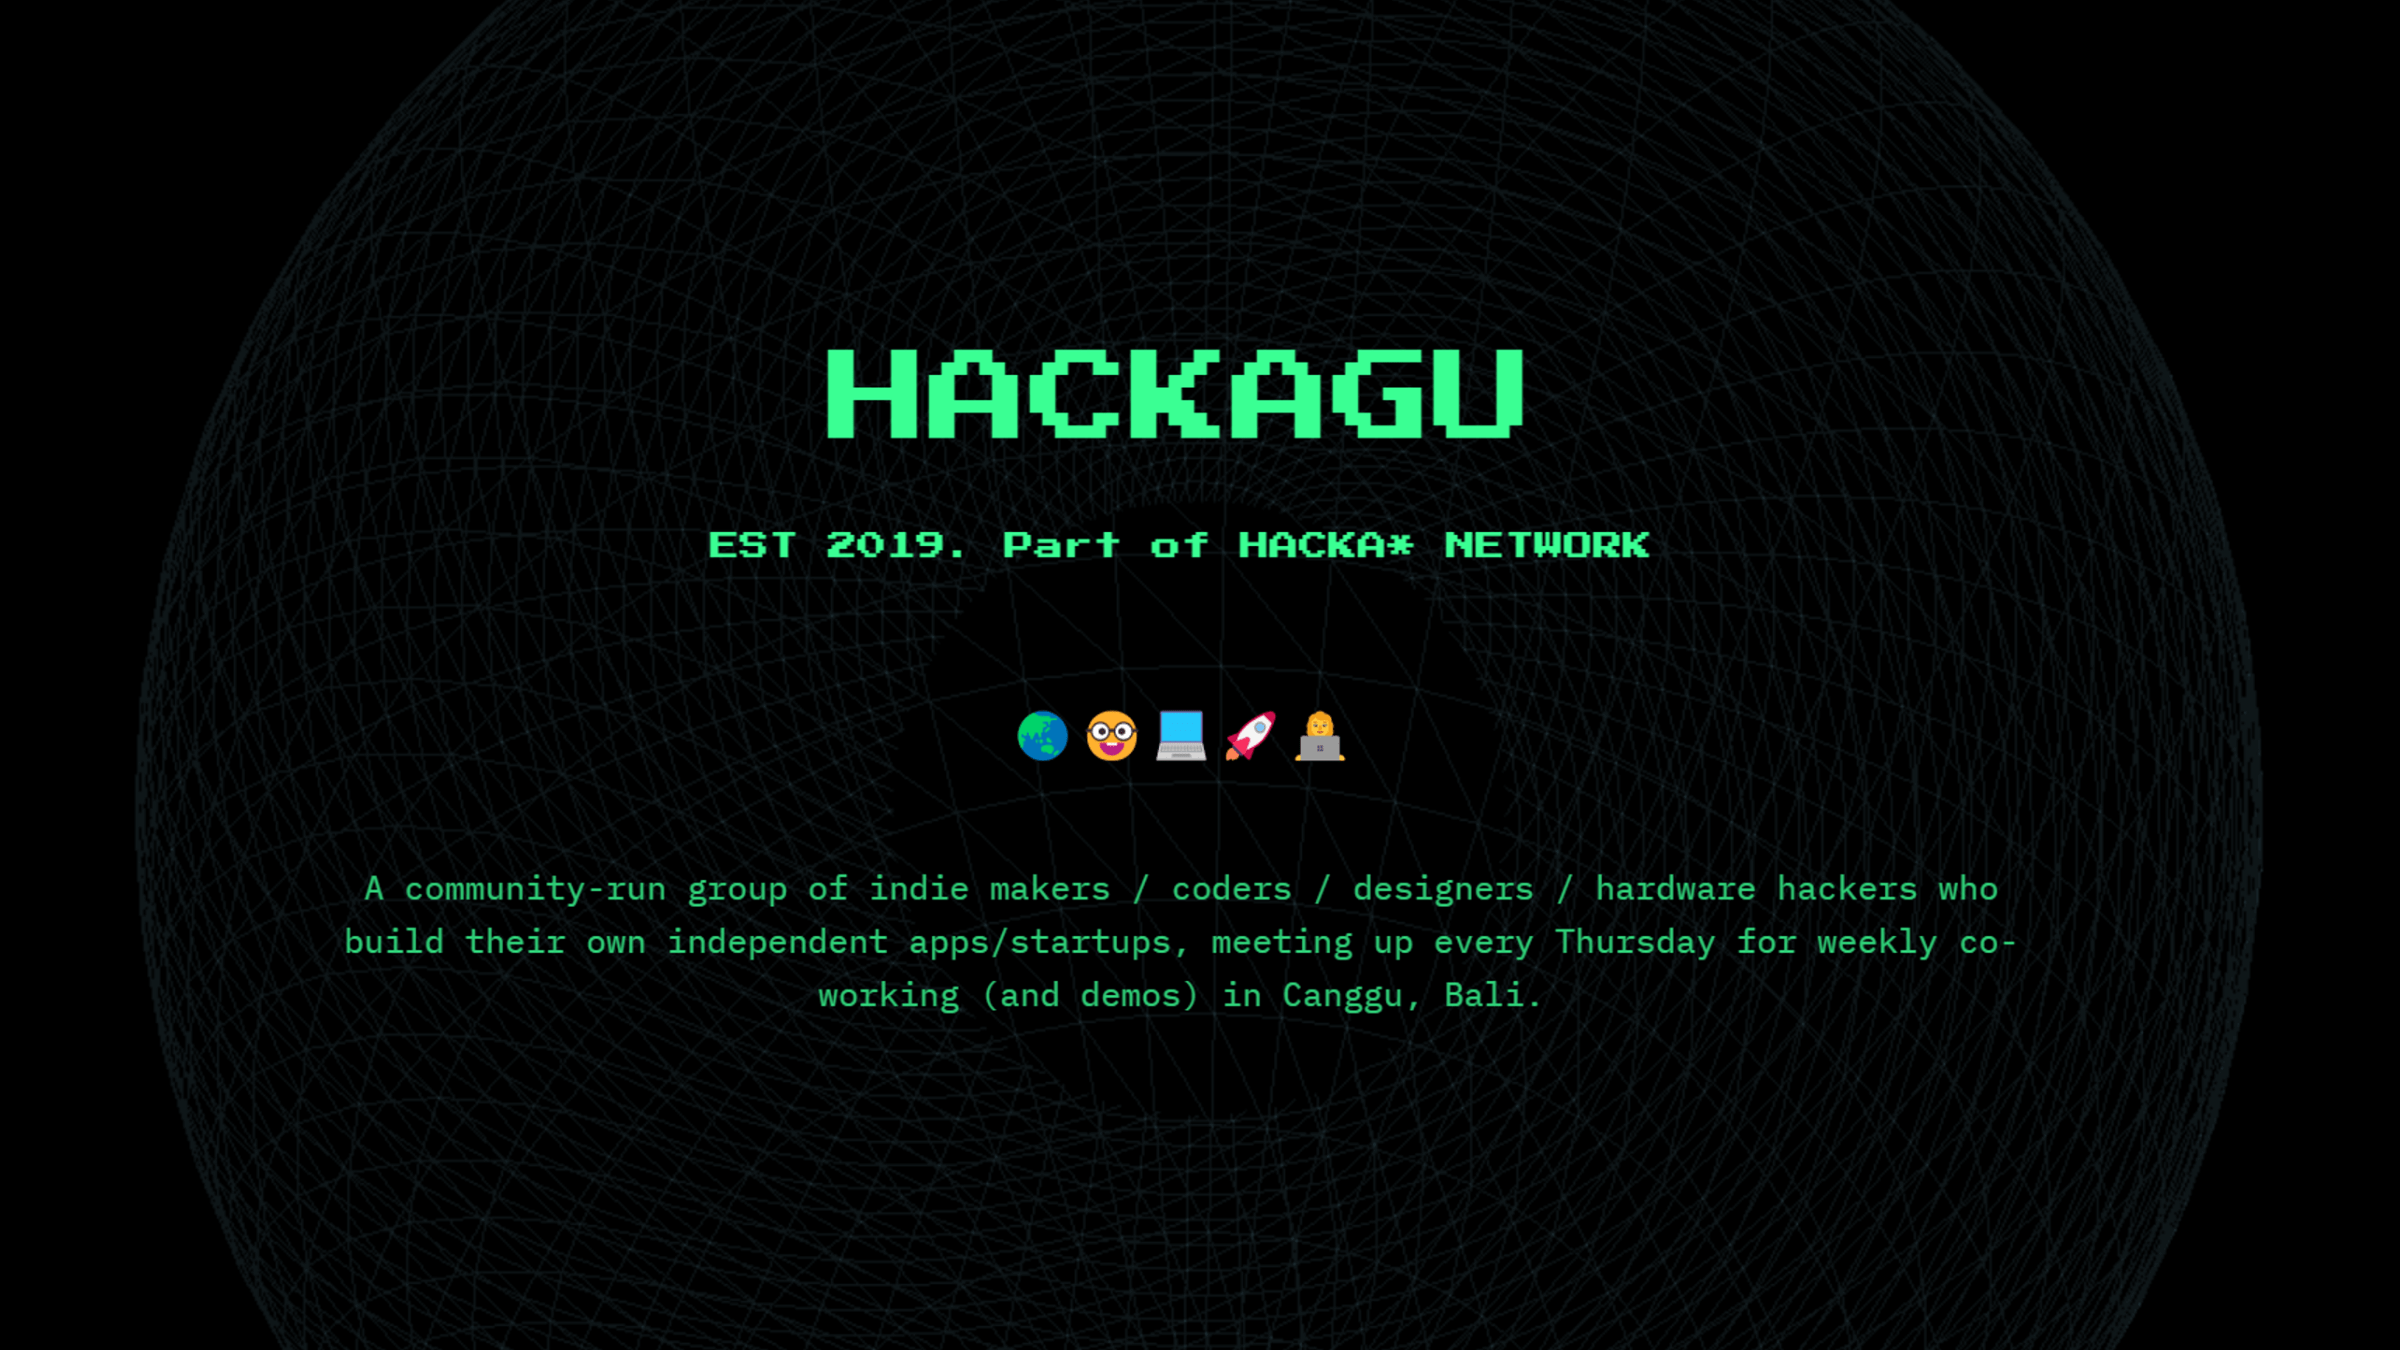 HACKAGU
EST 2019. Part of HACKA* NETWORK
A community-run group of indie makers / coders / designers / hardware hackers who
build their own independent apps/startups, meeting up every Thursday for weekly co-
working (and demos) in Canggu, Bali.